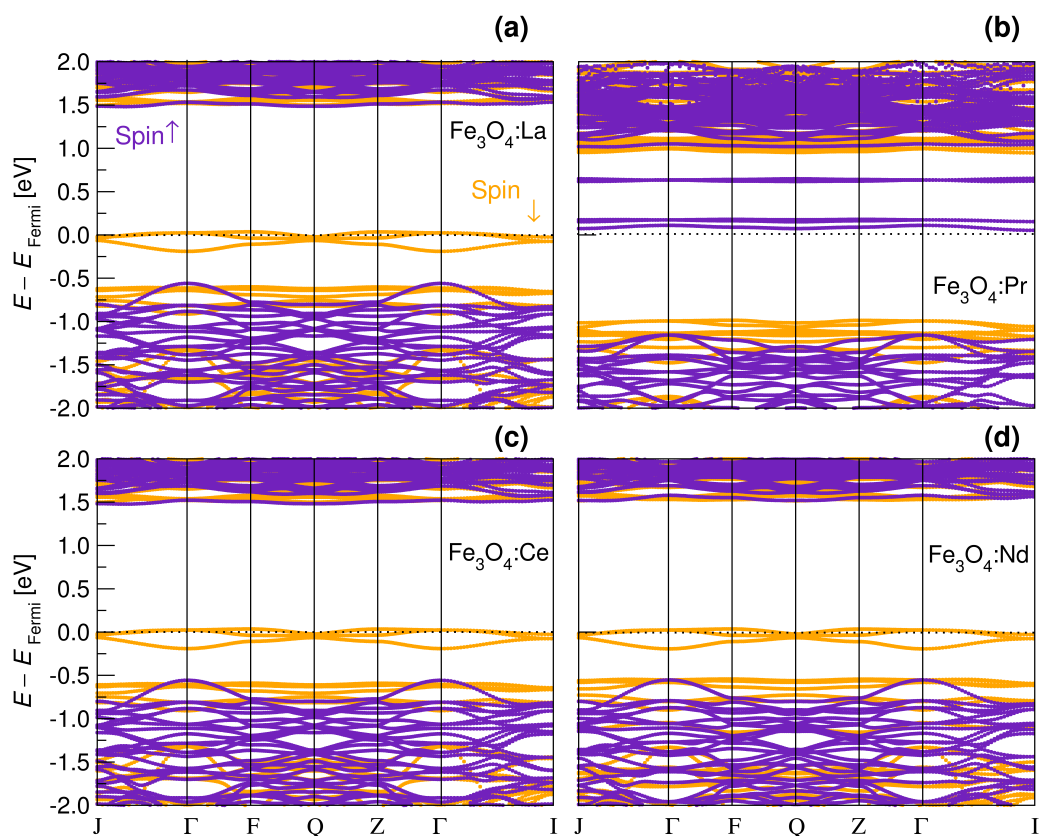 (a)
(b)
2.0
1.5
1.0
0.5
0.0
-0.5
-1.0
-1.5
-2.0
E − E Fermi [eV]
Spin↑
Fe3O4:La
Spin
↓
Fe3O4:Pr
(c)
(d)
2.0
1.5
1.0
0.5
0.0
-0.5
-1.0
-1.5
-2.0
E − E Fermi [eV]
Fe3O4:Ce
Fe3O4:Nd
J Γ F Q Z Γ I
J Γ F Q Z Γ I